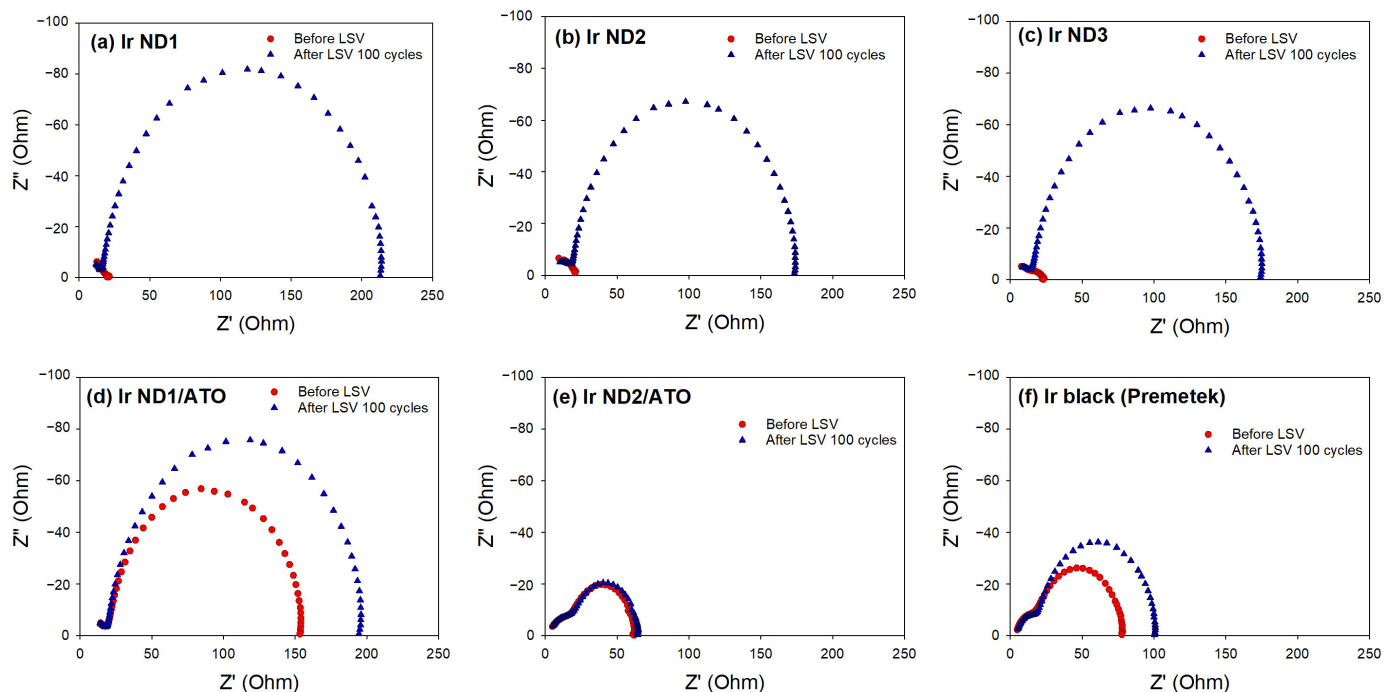 (a) Ir ND1
Before LSV
After LSV 100 cycles
−100
−80
−60
−40
−20
0
Z" (Ohm)
0 50 100 150 200 250
Z' (Ohm)
(b) Ir ND2
Before LSV
After LSV 100 cycles
−100
−80
−60
−40
−20
0
Z" (Ohm)
0 50 100 150 200 250
Z' (Ohm)
(c) Ir ND3
Before LSV
After LSV 100 cycles
−100
−80
−60
−40
−20
0
Z" (Ohm)
0 50 100 150 200 250
Z' (Ohm)
(d) Ir ND1/ATO
Before LSV
After LSV 100 cycles
−100
−80
−60
−40
−20
0
Z" (Ohm)
0 50 100 150 200 250
Z' (Ohm)
(e) Ir ND2/ATO
Before LSV
After LSV 100 cycles
−100
−80
−60
−40
−20
0
Z" (Ohm)
0 50 100 150 200 250
Z' (Ohm)
(f) Ir black (Premetek)
Before LSV
After LSV 100 cycles
−100
−80
−60
−40
−20
0
Z" (Ohm)
0 50 100 150 200 250
Z' (Ohm)